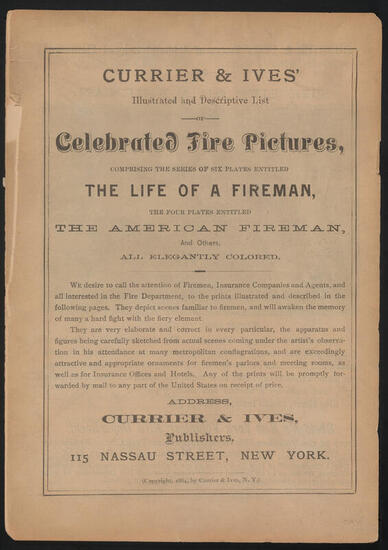 CURRIER & IVES'
Illustrated and Descriptive List
OF
Celebrated Fire Pictures,
COMPRISING THE SERIES OF SIX PLATES ENTITLED
THE LIFE OF A FIREMAN,
THE FOUR PLATES ENTITLED
THE AMERICAN FIREMAN,
And Others,
ALL ELEGANTLY COLORED.
WE desire to call the attention of Firemen, Insurance Companies and Agents, and
all interested in the Fire Department, to the prints illustrated and described in the
following pages. They depict scenes familiar to firemen, and will awaken the memory
of many a hard fight with the fiery element.
They are very elaborate and correct in every particular, the apparatus and
figures being carefully sketched from actual scenes coming under the artist's observa-
tion in his attendance at many metropolitan conflagrations, and are exceedingly
attractive and appropriate ornaments for firemen's parlors and meeting rooms, as
well as for Insurance Offices and Hotels. Any of the prints will be promptly for-
warded by mail to any part of the United States on receipt of price.
ADDRESS,
CURRIER & IVES,
Publishers,
115 NASSAU STREET, NEW YORK.
(Copyright, 1884, by Currier & Ives, N. Y.)